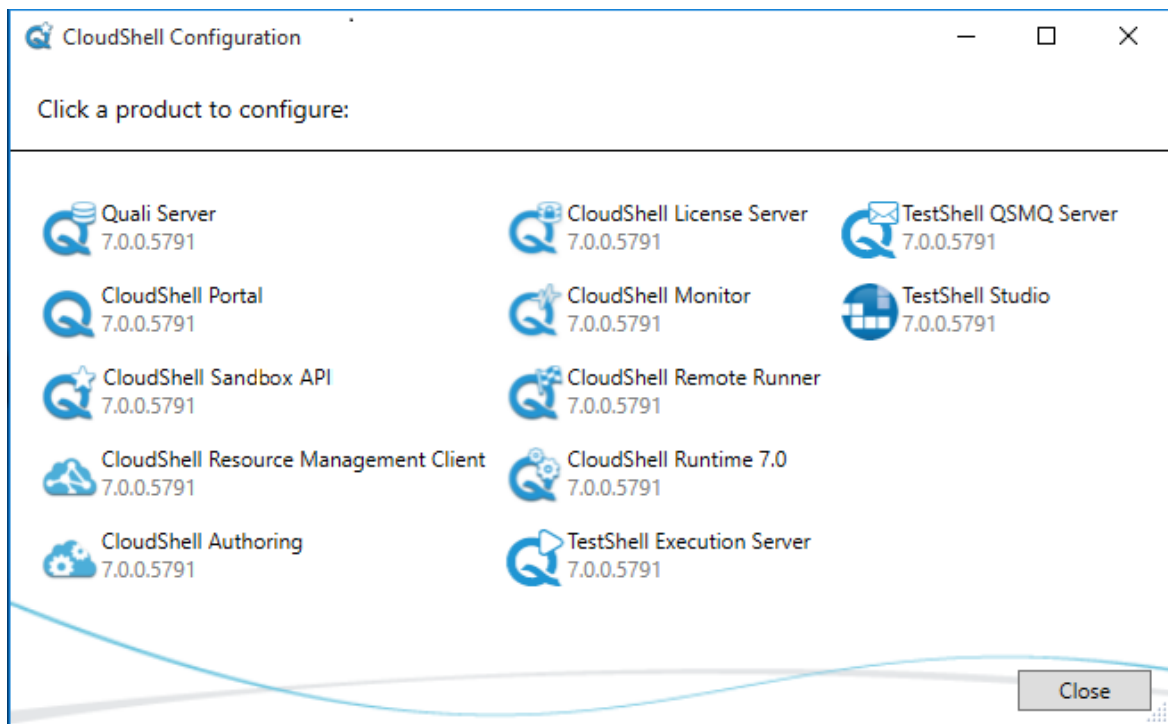 CloudShell Configuration
Click a product to configure:
Quali Server
7.0.0.5791
CloudShell Portal
7.0.0.5791
CloudShell Sandbox API
7.0.0.5791
CloudShell Resource Management Client
7.0.0.5791
CloudShell Authoring
7.0.0.5791
CloudShell License Server
7.0.0.5791
CloudShell Monitor
7.0.0.5791
CloudShell Remote Runner
7.0.0.5791
CloudShell Runtime 7.0
7.0.0.5791
TestShell Execution Server
7.0.0.5791
TestShell QSMQ Server
7.0.0.5791
TestShell Studio
7.0.0.5791
Close